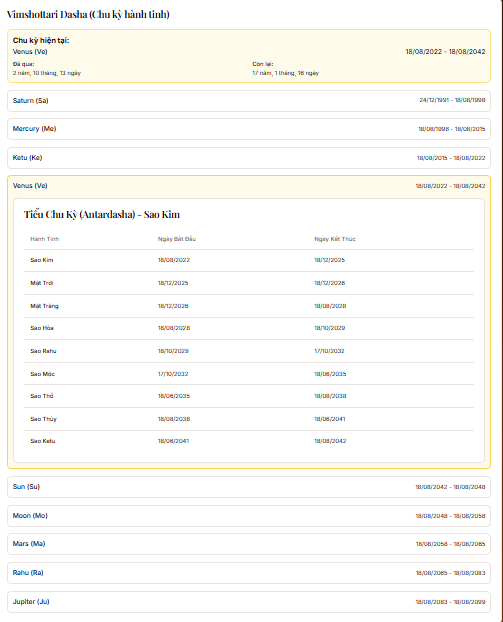 Vimshottari Dasha (Chu kỳ hành tinh)
Chu kỳ hiện tại:
Venus (Ve) 18/08/2022 - 18/08/2042
Đã qua: Còn lại:
2 năm, 10 tháng, 13 ngày 17 năm, 1 tháng, 16 ngày
Saturn (Sa) 24/12/1991 - 18/08/1998
Mercury (Me) 18/08/1998 - 18/08/2015
Ketu (Ke) 18/08/2015 - 18/08/2022
Venus (Ve) 18/08/2022 - 18/08/2042
Tiểu Chu Kỳ (Antardasha) - Sao Kim
Hành Tinh Ngày Bắt Đầu Ngày Kết Thúc
Sao Kim 18/08/2022 18/12/2025
Mặt Trời 18/12/2025 18/12/2026
Mặt Trăng 18/12/2026 18/08/2028
Sao Hỏa 18/08/2028 18/10/2029
Sao Rahu 18/10/2029 17/10/2032
Sao Mộc 17/10/2032 18/06/2035
Sao Thổ 18/06/2035 18/08/2038
Sao Thủy 18/08/2038 18/06/2041
Sao Ketu 18/06/2041 18/08/2042
Sun (Su) 18/08/2042 - 18/08/2048
Moon (Mo) 18/08/2048 - 18/08/2058
Mars (Ma) 18/08/2058 - 18/08/2065
Rahu (Ra) 18/08/2065 - 18/08/2083
Jupiter (Ju) 18/08/2083 - 18/08/2099